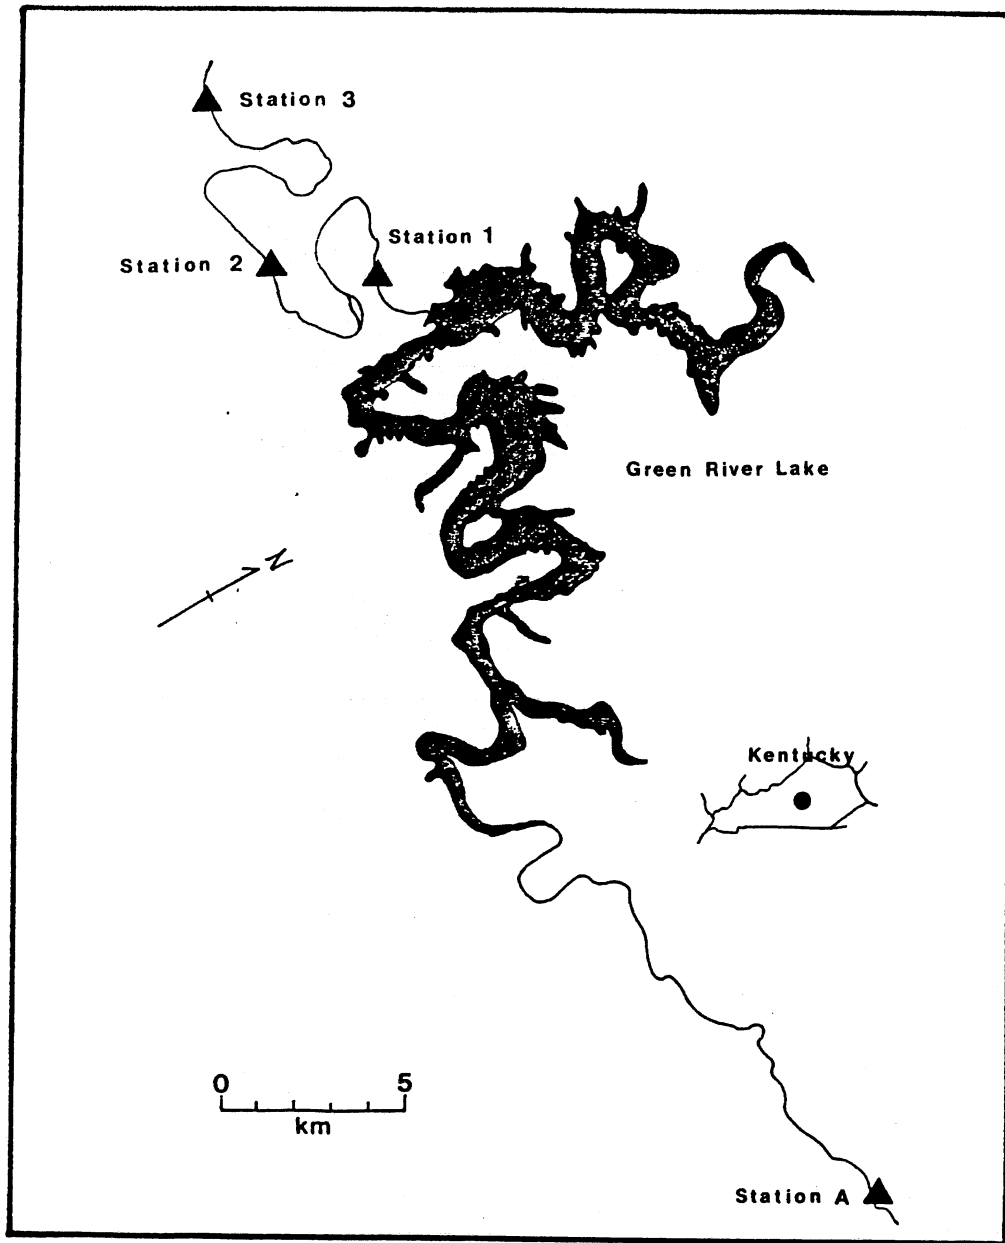 Station 3
Station 1
Station 2
Green River Lake
N
Kentucky
0 5
km
Station A